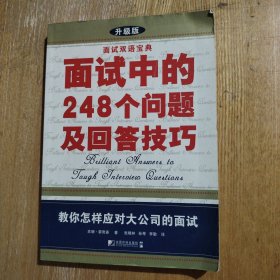 升级版
面试双语宝典
面试中的
248个问题
及回答技巧
Brilliant Answers to
Tough Interview Questions
教你怎样应对大公司的面试